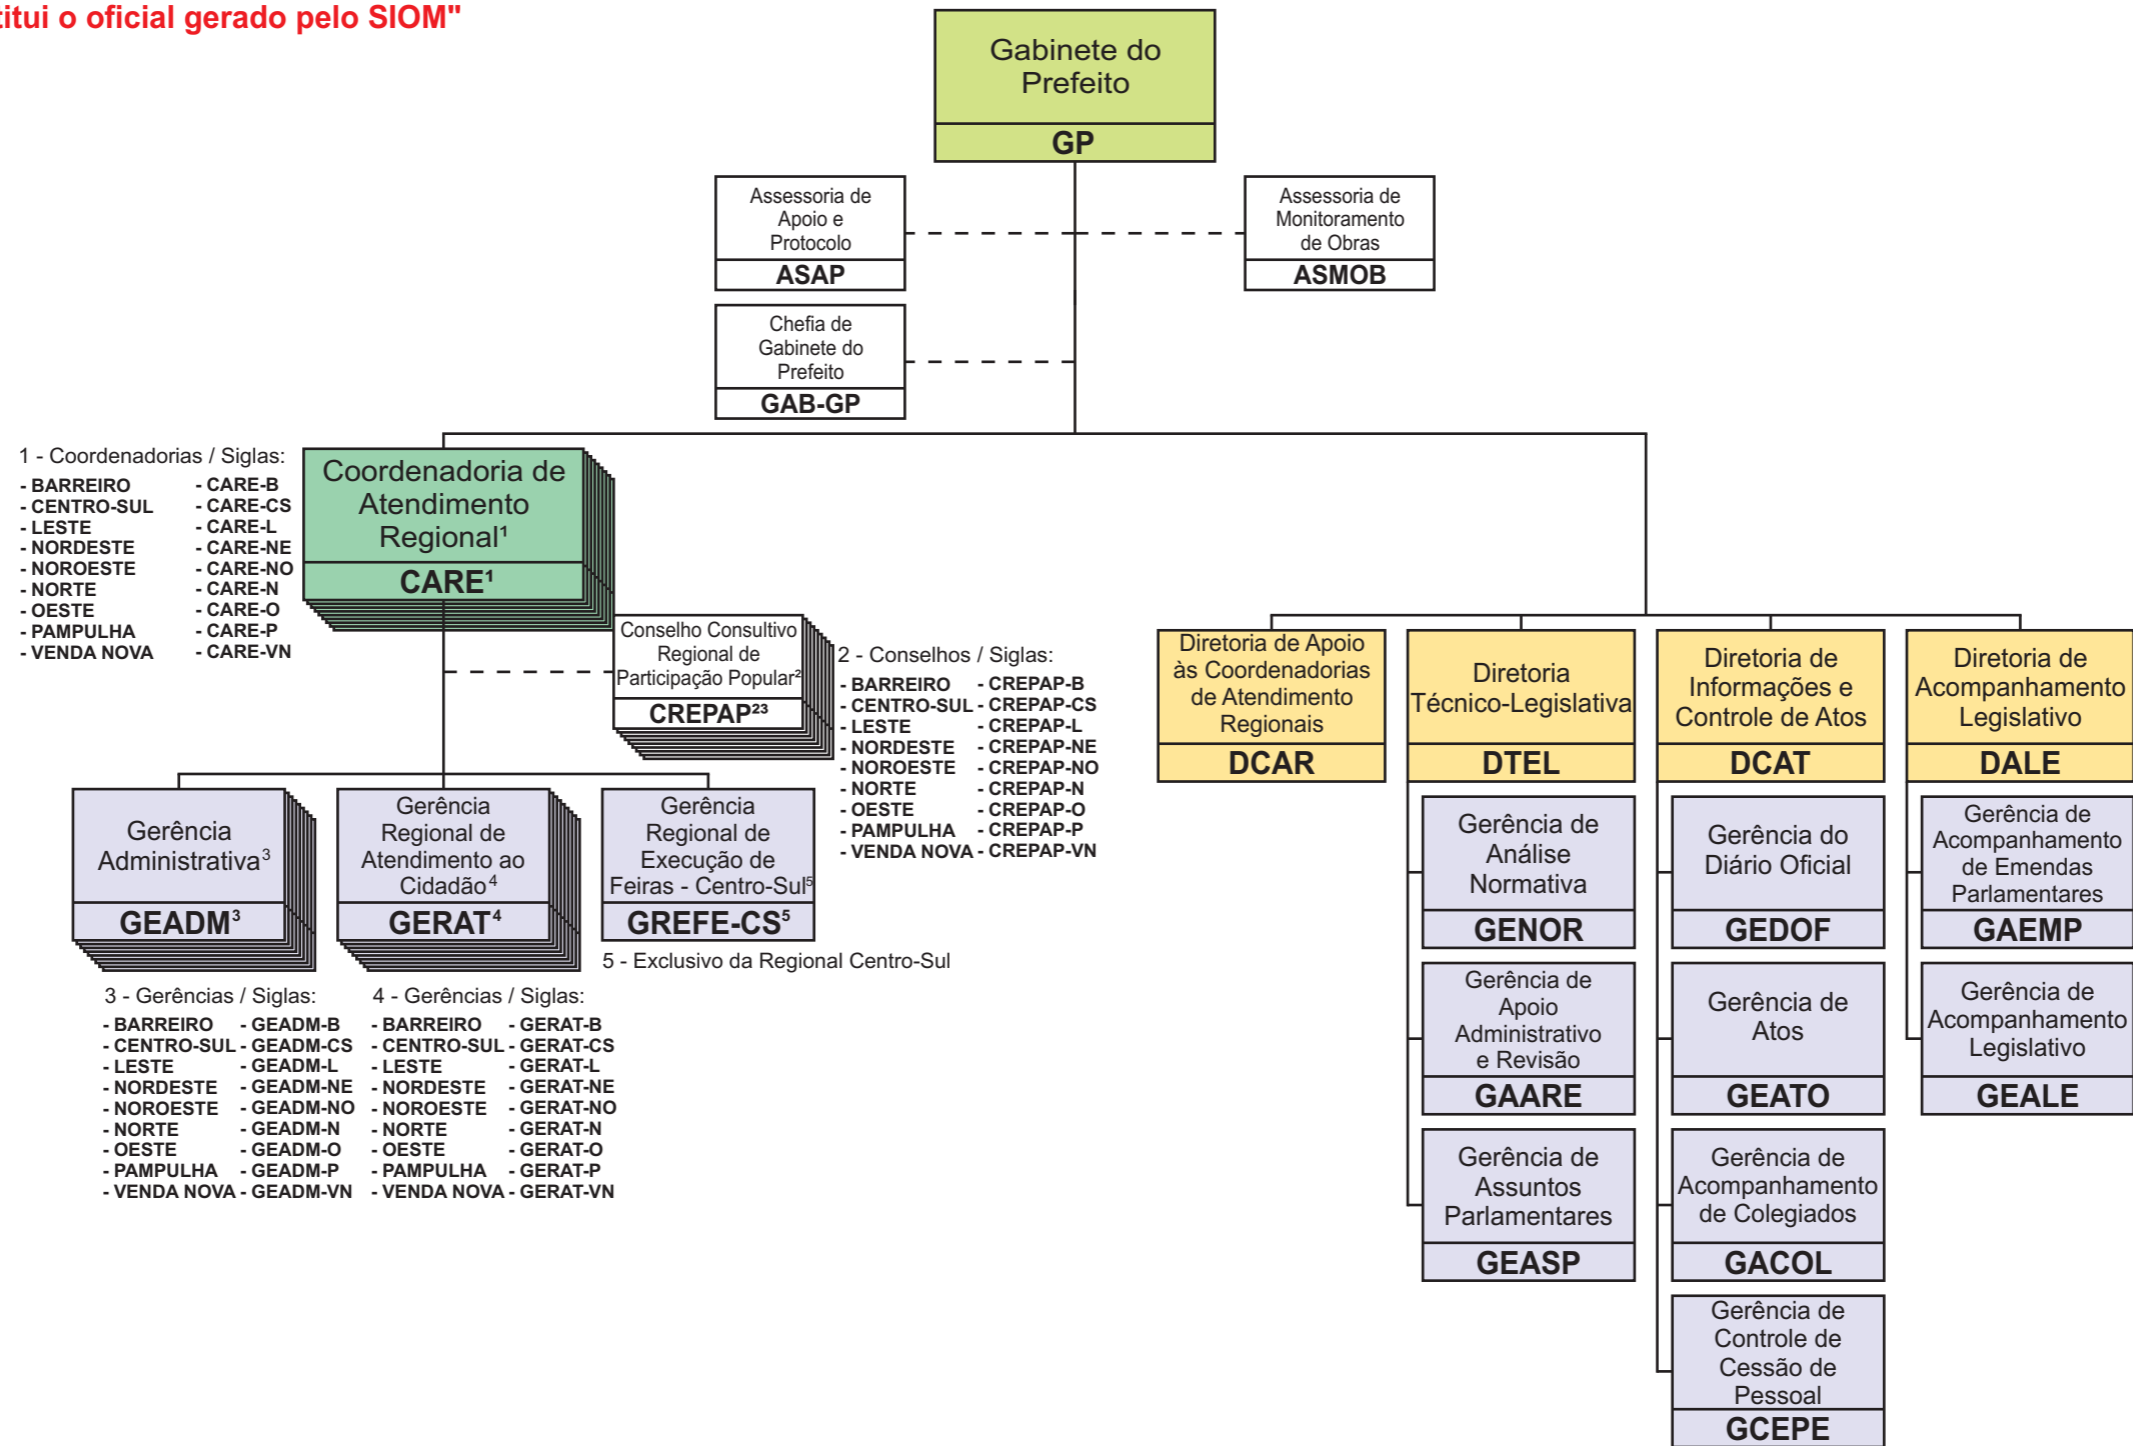 titui o oficial gerado pelo SIOM"
Gabinete do
Prefeito
GP
Assessoria de
Apoio e
Protocolo
ASAP
Assessoria de
Monitoramento
de Obras
ASMOB
Chefia de
Gabinete do
Prefeito
GAB-GP
1 - Coordenadorias / Siglas:
- BARREIRO - CARE-B
- CENTRO-SUL - CARE-CS
- LESTE - CARE-L
- NORDESTE - CARE-NE
- NOROESTE - CARE-NO
- NORTE - CARE-N
- OESTE - CARE-O
- PAMPULHA - CARE-P
- VENDA NOVA - CARE-VN
Coordenadoria de
Atendimento
Regional¹
CARE¹
Conselho Consultivo
Regional de
Participação Popular²
CREPAP²³
2 - Conselhos / Siglas:
- BARREIRO - CREPAP-B
- CENTRO-SUL - CREPAP-CS
- LESTE - CREPAP-L
- NORDESTE - CREPAP-NE
- NOROESTE - CREPAP-NO
- NORTE - CREPAP-N
- OESTE - CREPAP-O
- PAMPULHA - CREPAP-P
- VENDA NOVA - CREPAP-VN
Gerência
Administrativa³
GEADM³
Gerência
Regional de
Atendimento ao
Cidadão⁴
GERAT⁴
Gerência
Regional de
Execução de
Feiras - Centro-Sul⁵
GREFE-CS⁵
5 - Exclusivo da Regional Centro-Sul
3 - Gerências / Siglas:
- BARREIRO - GEADM-B
- CENTRO-SUL - GEADM-CS
- LESTE - GEADM-L
- NORDESTE - GEADM-NE
- NOROESTE - GEADM-NO
- NORTE - GEADM-N
- OESTE - GEADM-O
- PAMPULHA - GEADM-P
- VENDA NOVA - GEADM-VN
4 - Gerências / Siglas:
- BARREIRO - GERAT-B
- CENTRO-SUL - GERAT-CS
- LESTE - GERAT-L
- NORDESTE - GERAT-NE
- NOROESTE - GERAT-NO
- NORTE - GERAT-N
- OESTE - GERAT-O
- PAMPULHA - GERAT-P
- VENDA NOVA - GERAT-VN
Diretoria de Apoio
às Coordenadorias
de Atendimento
Regionais
DCAR
Diretoria
Técnico-Legislativa
DTEL
Gerência de
Análise
Normativa
GENOR
Gerência de
Apoio
Administrativo
e Revisão
GAARE
Gerência de
Assuntos
Parlamentares
GEASP
Diretoria de
Informações e
Controle de Atos
DCAT
Gerência do
Diário Oficial
GEDOF
Gerência de
Atos
GEATO
Gerência de
Acompanhamento
de Colegiados
GACOL
Gerência de
Controle de
Cessão de
Pessoal
GCEPE
Diretoria de
Acompanhamento
Legislativo
DALE
Gerência de
Acompanhamento
de Emendas
Parlamentares
GAEMP
Gerência de
Acompanhamento
Legislativo
GEALE